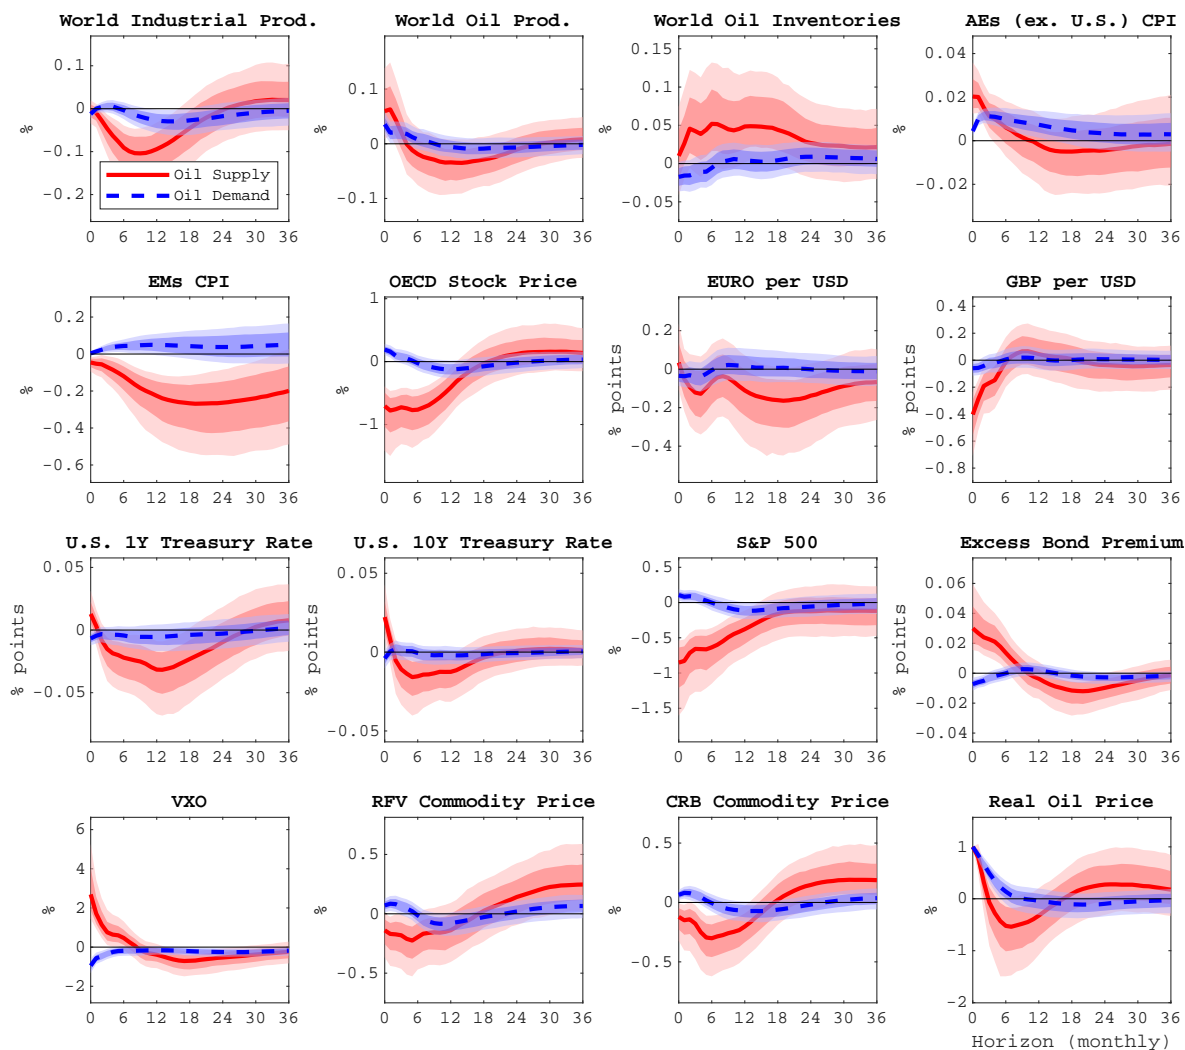 World Industrial Prod.
World Oil Prod.
World Oil Inventories
AEs (ex. U.S.) CPI
%
0.1
0
-0.1
-0.2
Oil Supply
Oil Demand
0 6 12 18 24 30 36
%
0.1
0
-0.1
0 6 12 18 24 30 36
%
0.15
0.1
0.05
0
-0.05
0 6 12 18 24 30 36
%
0.04
0.02
0
-0.02
0 6 12 18 24 30 36
EMs CPI
OECD Stock Price
EURO per USD
GBP per USD
%
0.2
0
-0.2
-0.4
-0.6
0 6 12 18 24 30 36
%
1
0
-1
0 6 12 18 24 30 36
% points
0.2
0
-0.2
-0.4
0 6 12 18 24 30 36
% points
0.4
0.2
0
-0.2
-0.4
-0.6
-0.8
0 6 12 18 24 30 36
U.S. 1Y Treasury Rate
U.S. 10Y Treasury Rate
S&P 500
Excess Bond Premium
% points
0.05
0
-0.05
0 6 12 18 24 30 36
% points
0.05
0
-0.05
0 6 12 18 24 30 36
%
0.5
0
-0.5
-1
-1.5
0 6 12 18 24 30 36
% points
0.06
0.04
0.02
0
-0.02
-0.04
0 6 12 18 24 30 36
VXO
RFV Commodity Price
CRB Commodity Price
Real Oil Price
%
6
4
2
0
-2
0 6 12 18 24 30 36
%
0.5
0
-0.5
0 6 12 18 24 30 36
%
0.5
0
-0.5
0 6 12 18 24 30 36
%
1
0
-1
-2
0 6 12 18 24 30 36
Horizon (monthly)